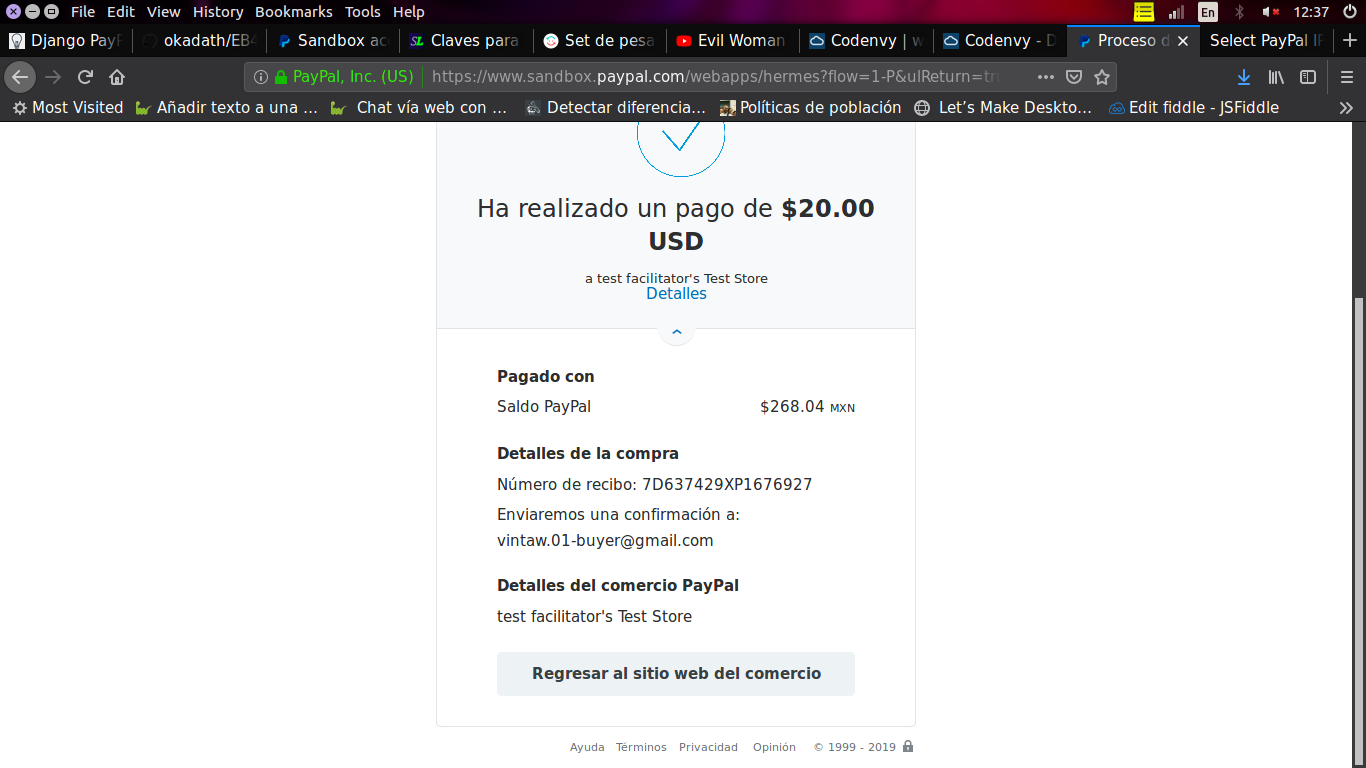 File Edit View History Bookmarks Tools Help
En
12:37
Django PayP
okadath/EB4
Sandbox acc
Claves para
Set de pesa
Evil Woman
Codenvy | w
Codenvy - D
Proceso d
Select PayPal IP
PayPal, Inc. (US)
https://www.sandbox.paypal.com/webapps/hermes?flow=1-P&ulReturn=tr
Most Visited
Añadir texto a una ...
Chat vía web con ...
Detectar diferencia...
Políticas de población
Let's Make Deskto...
Edit fiddle - JSFiddle
Ha realizado un pago de $20.00
USD
a test facilitator's Test Store
Detalles
Pagado con
Saldo PayPal $268.04 MXN
Detalles de la compra
Número de recibo: 7D637429XP1676927
Enviaremos una confirmación a:
vintaw.01-buyer@gmail.com
Detalles del comercio PayPal
test facilitator's Test Store
Regresar al sitio web del comercio
Ayuda Términos Privacidad Opinión © 1999 - 2019